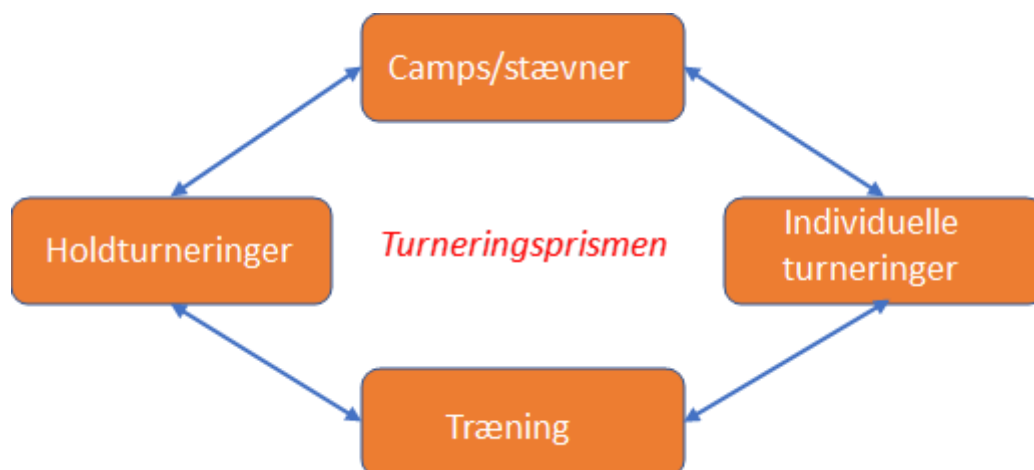 Camps/stævner
Holdturneringer
Turneringsprismen
Individuelle
turneringer
Træning